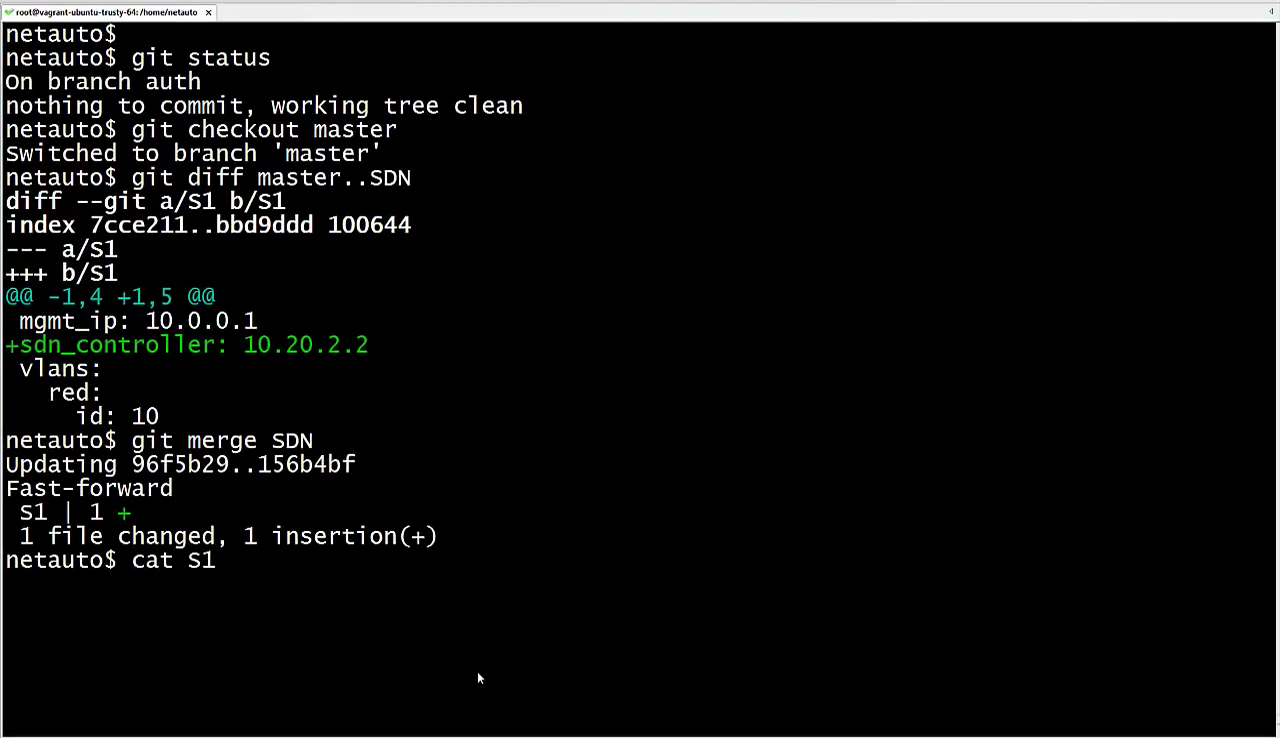 root@vagrant-ubuntu-trusty-64: /home/netauto
netauto$
netauto$ git status
On branch auth
nothing to commit, working tree clean
netauto$ git checkout master
Switched to branch 'master'
netauto$ git diff master..SDN
diff --git a/S1 b/S1
index 7cce211..bbd9ddd 100644
--- a/S1
+++ b/S1
@@ -1,4 +1,5 @@
 mgmt_ip: 10.0.0.1
+sdn_controller: 10.20.2.2
 vlans:
   red:
     id: 10
netauto$ git merge SDN
Updating 96f5b29..156b4bf
Fast-forward
 S1 | 1 +
 1 file changed, 1 insertion(+)
netauto$ cat S1